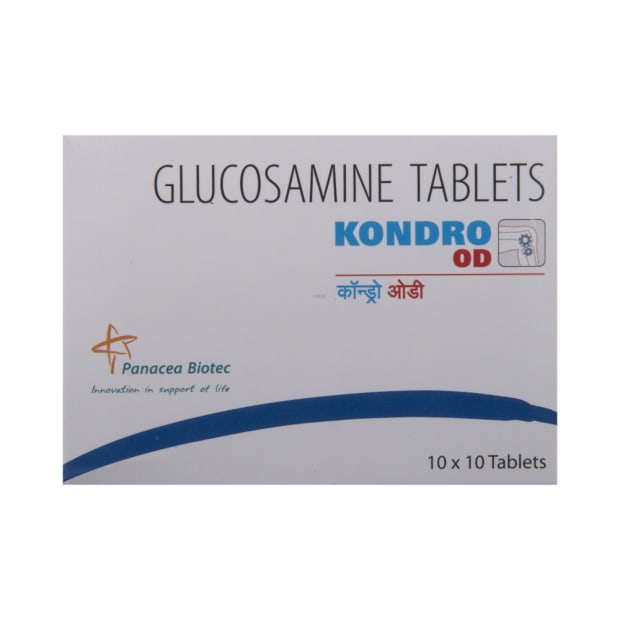 GLUCOSAMINE TABLETS
KONDRO
OD
कॉन्ड्रो ओडी
Panacea Biotec
Innovation in support of life
10 x 10 Tablets